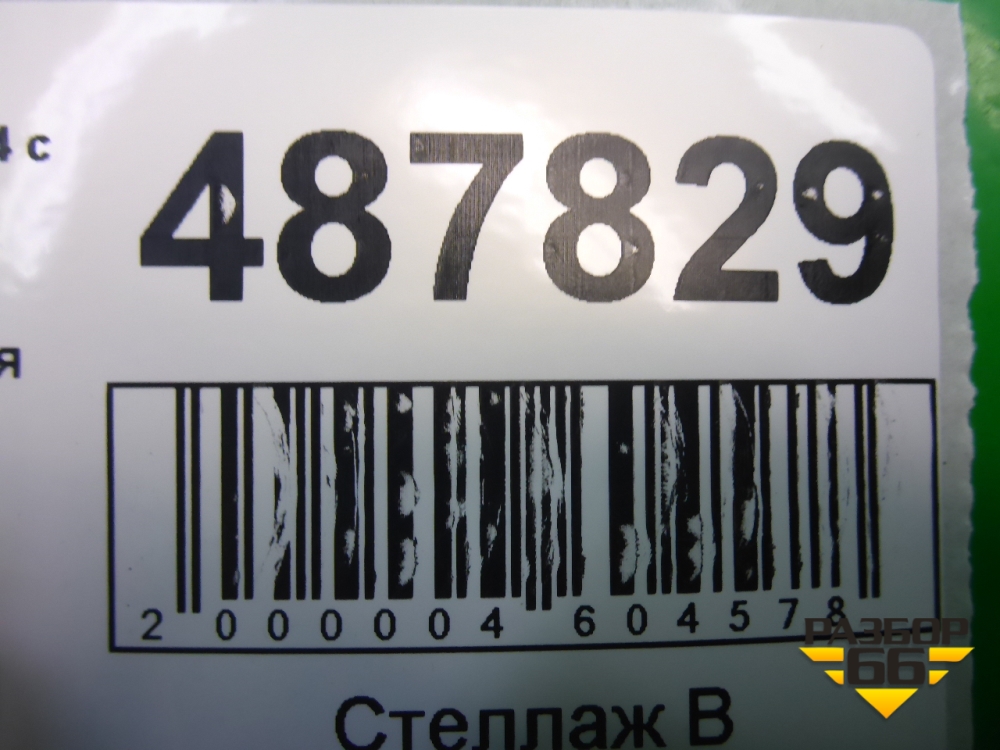 4 с
487829
я
2 000004 604578
Стеллаж В
РАЗБОР
66